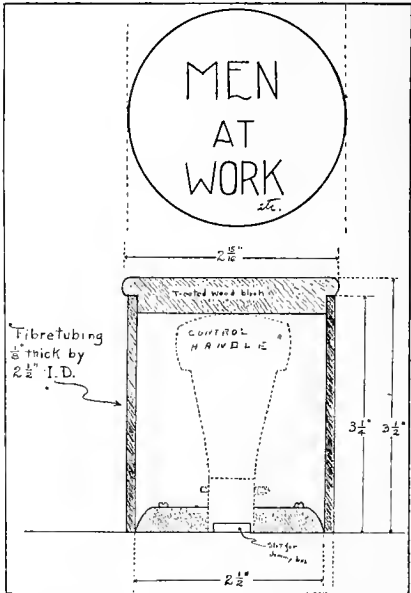 MEN
AT
WORK
etc.
2 15/16"
Treated wood block
CONTROL
HANDLE
Fibretubing
1/8" thick by
2 1/2" I.D.
3 1/4"
3 1/2"
Slot for
dummy key
2 1/2"